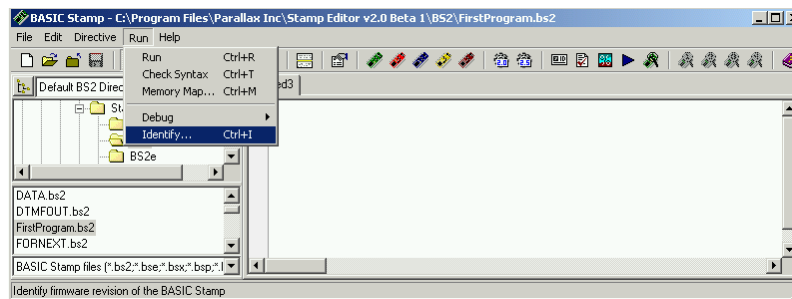 BASIC Stamp - C:\Program Files\Parallax Inc\Stamp Editor v2.0 Beta 1\BS2\FirstProgram.bs2
File Edit Directive Run Help
Run Ctrl+R
Check Syntax Ctrl+T
Memory Map... Ctrl+M
Debug
Identify... Ctrl+I
Default BS2 Direc
ed3
St
BS2e
DATA.bs2
DTMFOUT.bs2
FirstProgram.bs2
FORNEXT.bs2
BASIC Stamp files (*.bs2;*.bse;*.bsx;*.bsp;*.l
Identify firmware revision of the BASIC Stamp